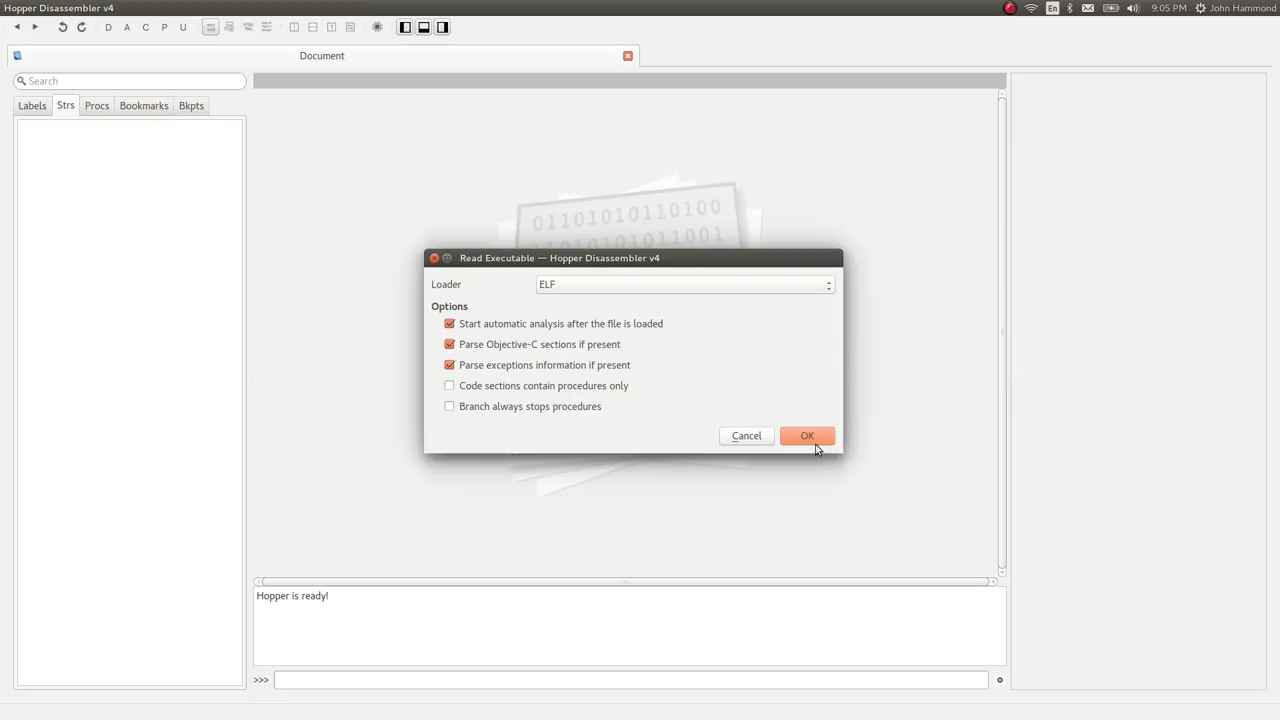 Hopper Disassembler v4
En
9:05 PM
John Hammond
D A C P U
Document
Search
Labels
Strs
Procs
Bookmarks
Bkpts
01101010110100
Read Executable — Hopper Disassembler v4
Loader
ELF
Options
Start automatic analysis after the file is loaded
Parse Objective-C sections if present
Parse exceptions information if present
Code sections contain procedures only
Branch always stops procedures
Cancel
OK
Hopper is ready!
>>>